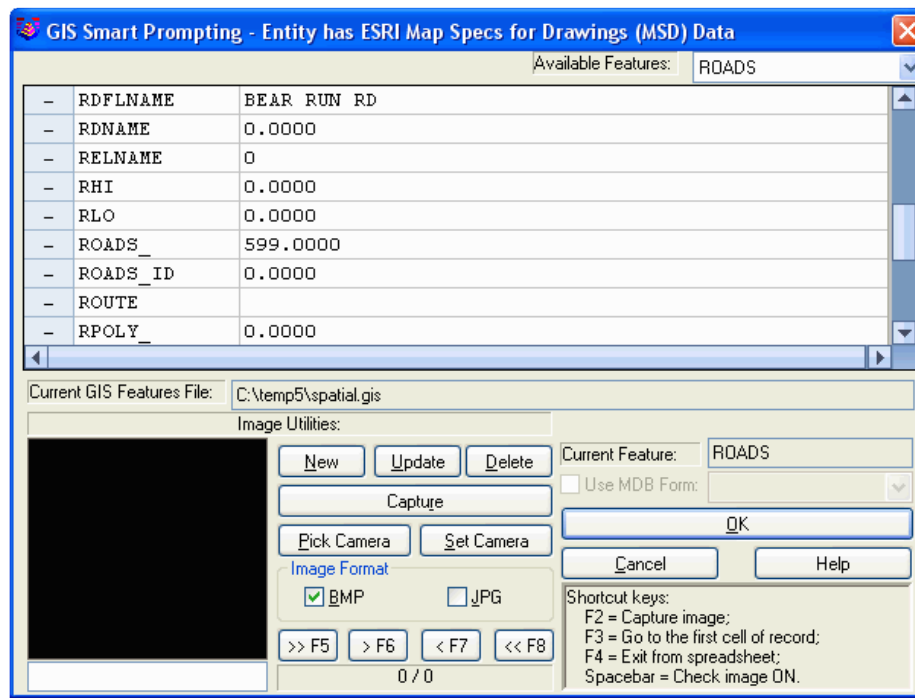 GIS Smart Prompting - Entity has ESRI Map Specs for Drawings (MSD) Data
Available Features: ROADS
– RDFLNAME BEAR RUN RD
– RDNAME 0.0000
– RELNAME 0
– RHI 0.0000
– RLO 0.0000
– ROADS_ 599.0000
– ROADS_ID 0.0000
– ROUTE
– RPOLY_ 0.0000
Current GIS Features File: C:\temp5\spatial.gis
Image Utilities:
New Update Delete
Capture
Pick Camera Set Camera
Image Format
BMP JPG
>> F5 > F6 < F7 << F8
0 / 0
Current Feature: ROADS
Use MDB Form:
OK
Cancel Help
Shortcut keys:
F2 = Capture image;
F3 = Go to the first cell of record;
F4 = Exit from spreadsheet;
Spacebar = Check image ON.